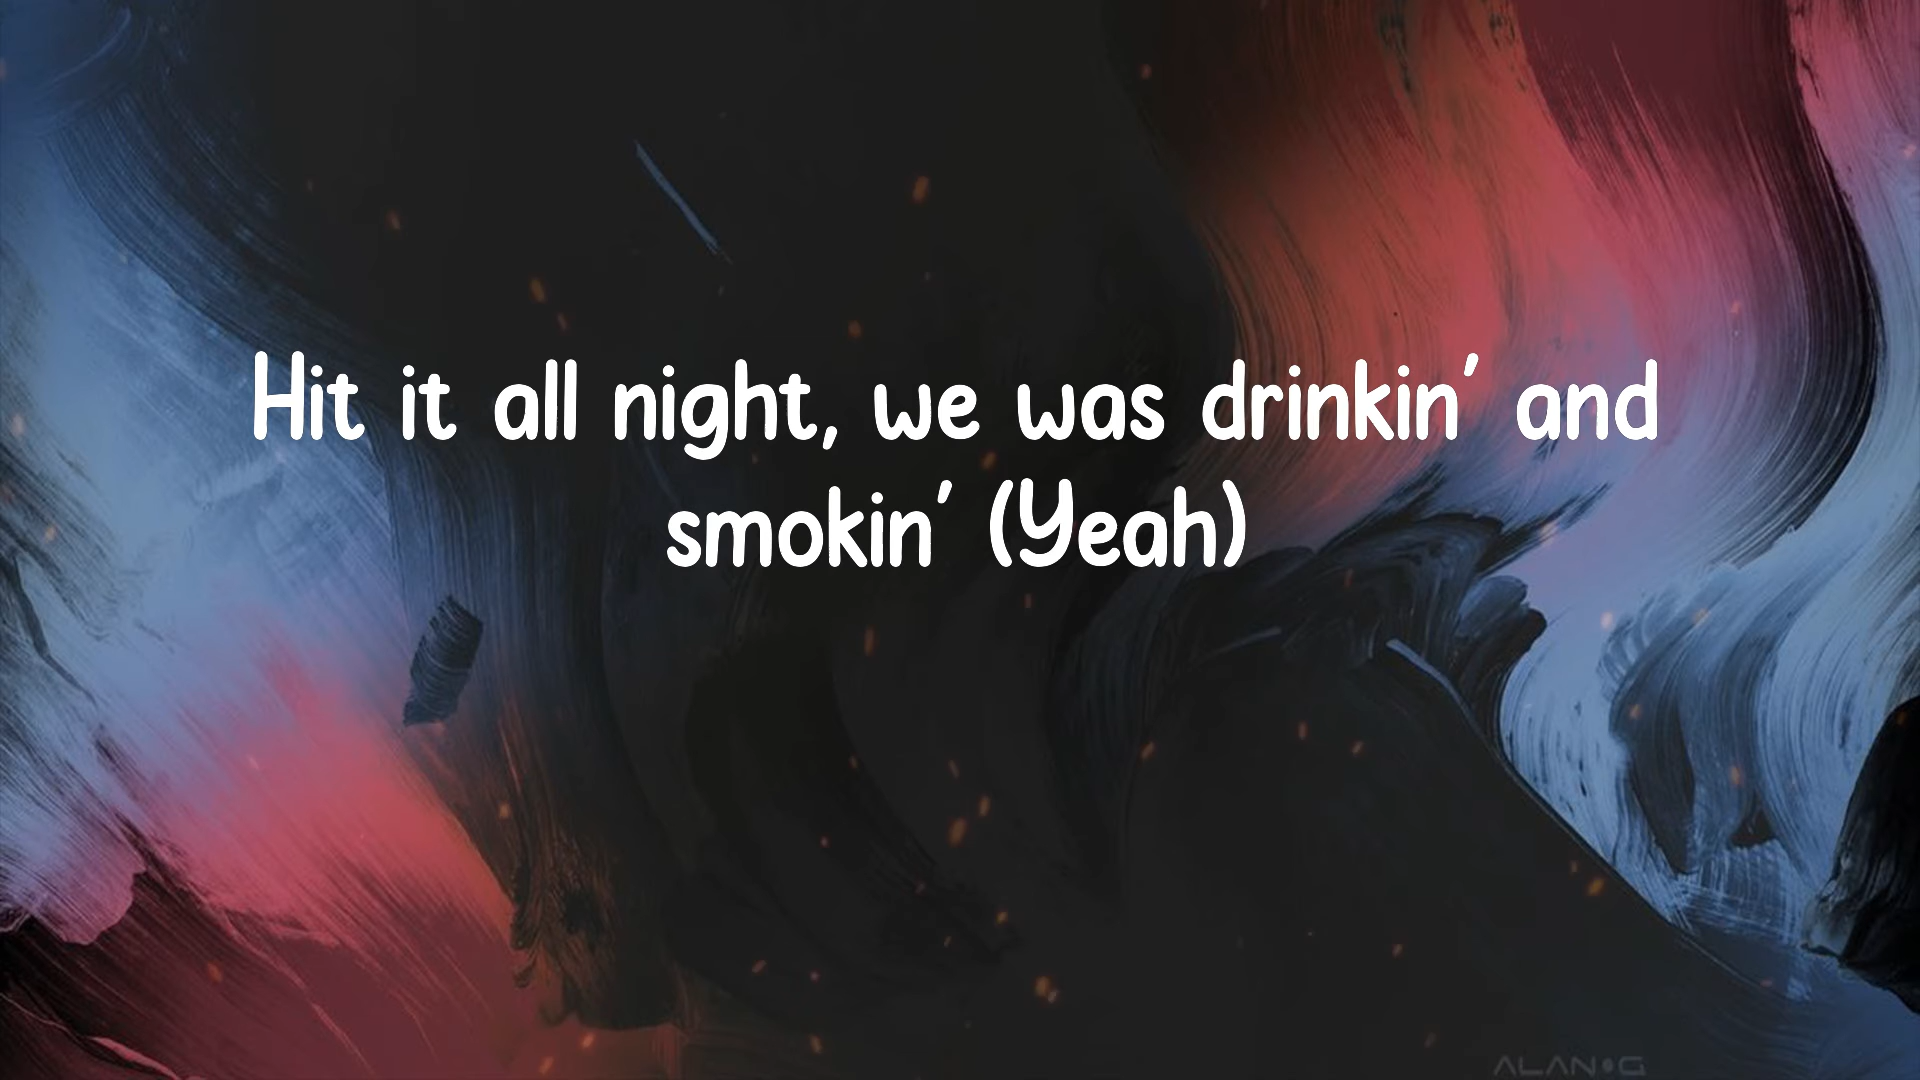 Hit it all night, we was drinkin' and
smokin' (Yeah)
ALAN•G